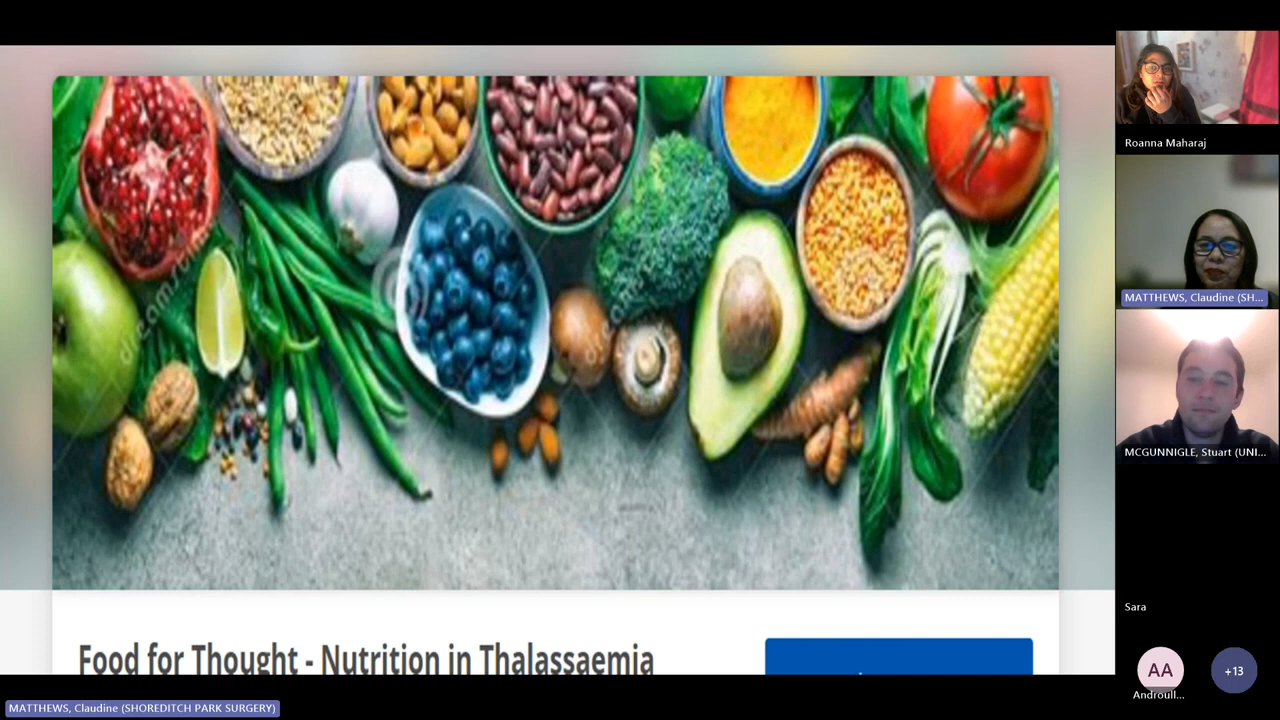 Food for Thought - Nutrition in Thalassaemia
Roanna Maharaj
MATTHEWS, Claudine (SH...
MCGUNNIGLE, Stuart (UNI...
Sara
AA
Androull...
+13
MATTHEWS, Claudine (SHOREDITCH PARK SURGERY)